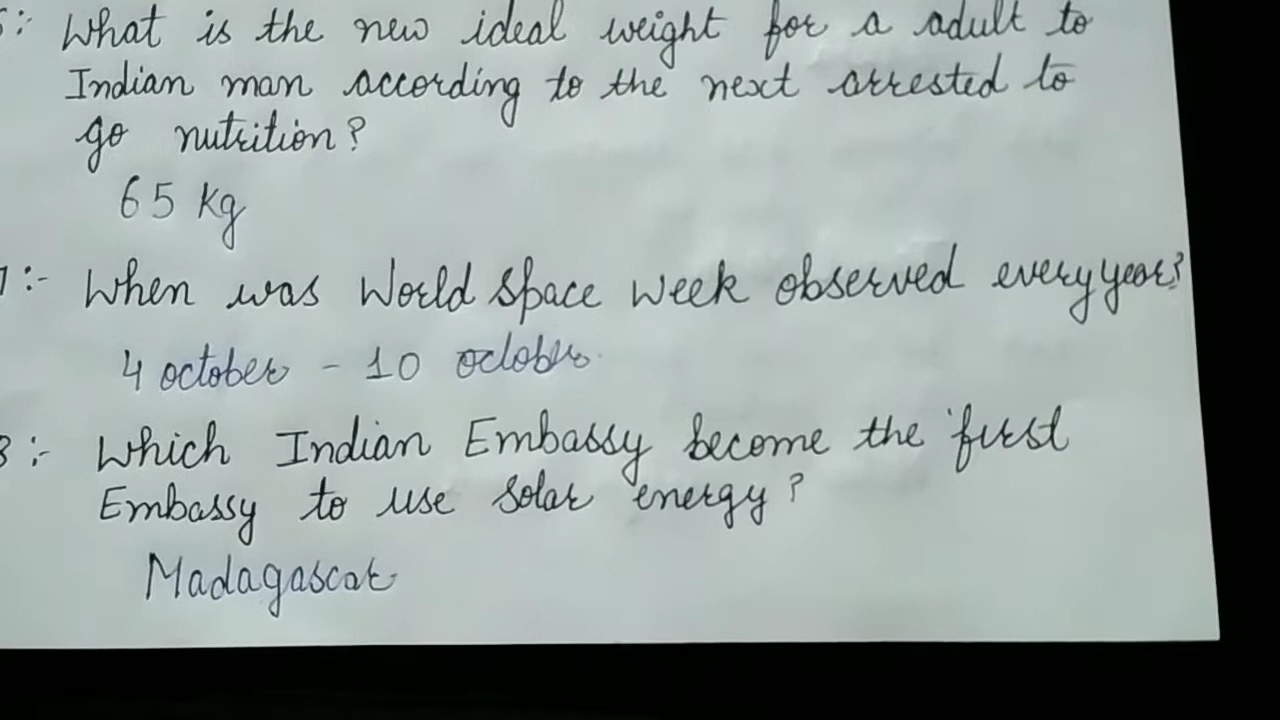 6:- What is the new ideal weight for a adult to
Indian man according to the next arrested to
go nutrition?
65 kg
7:- When was World Space Week observed every year?
4 october - 10 october
8:- Which Indian Embassy become the first
Embassy to use solar energy?
Madagascar